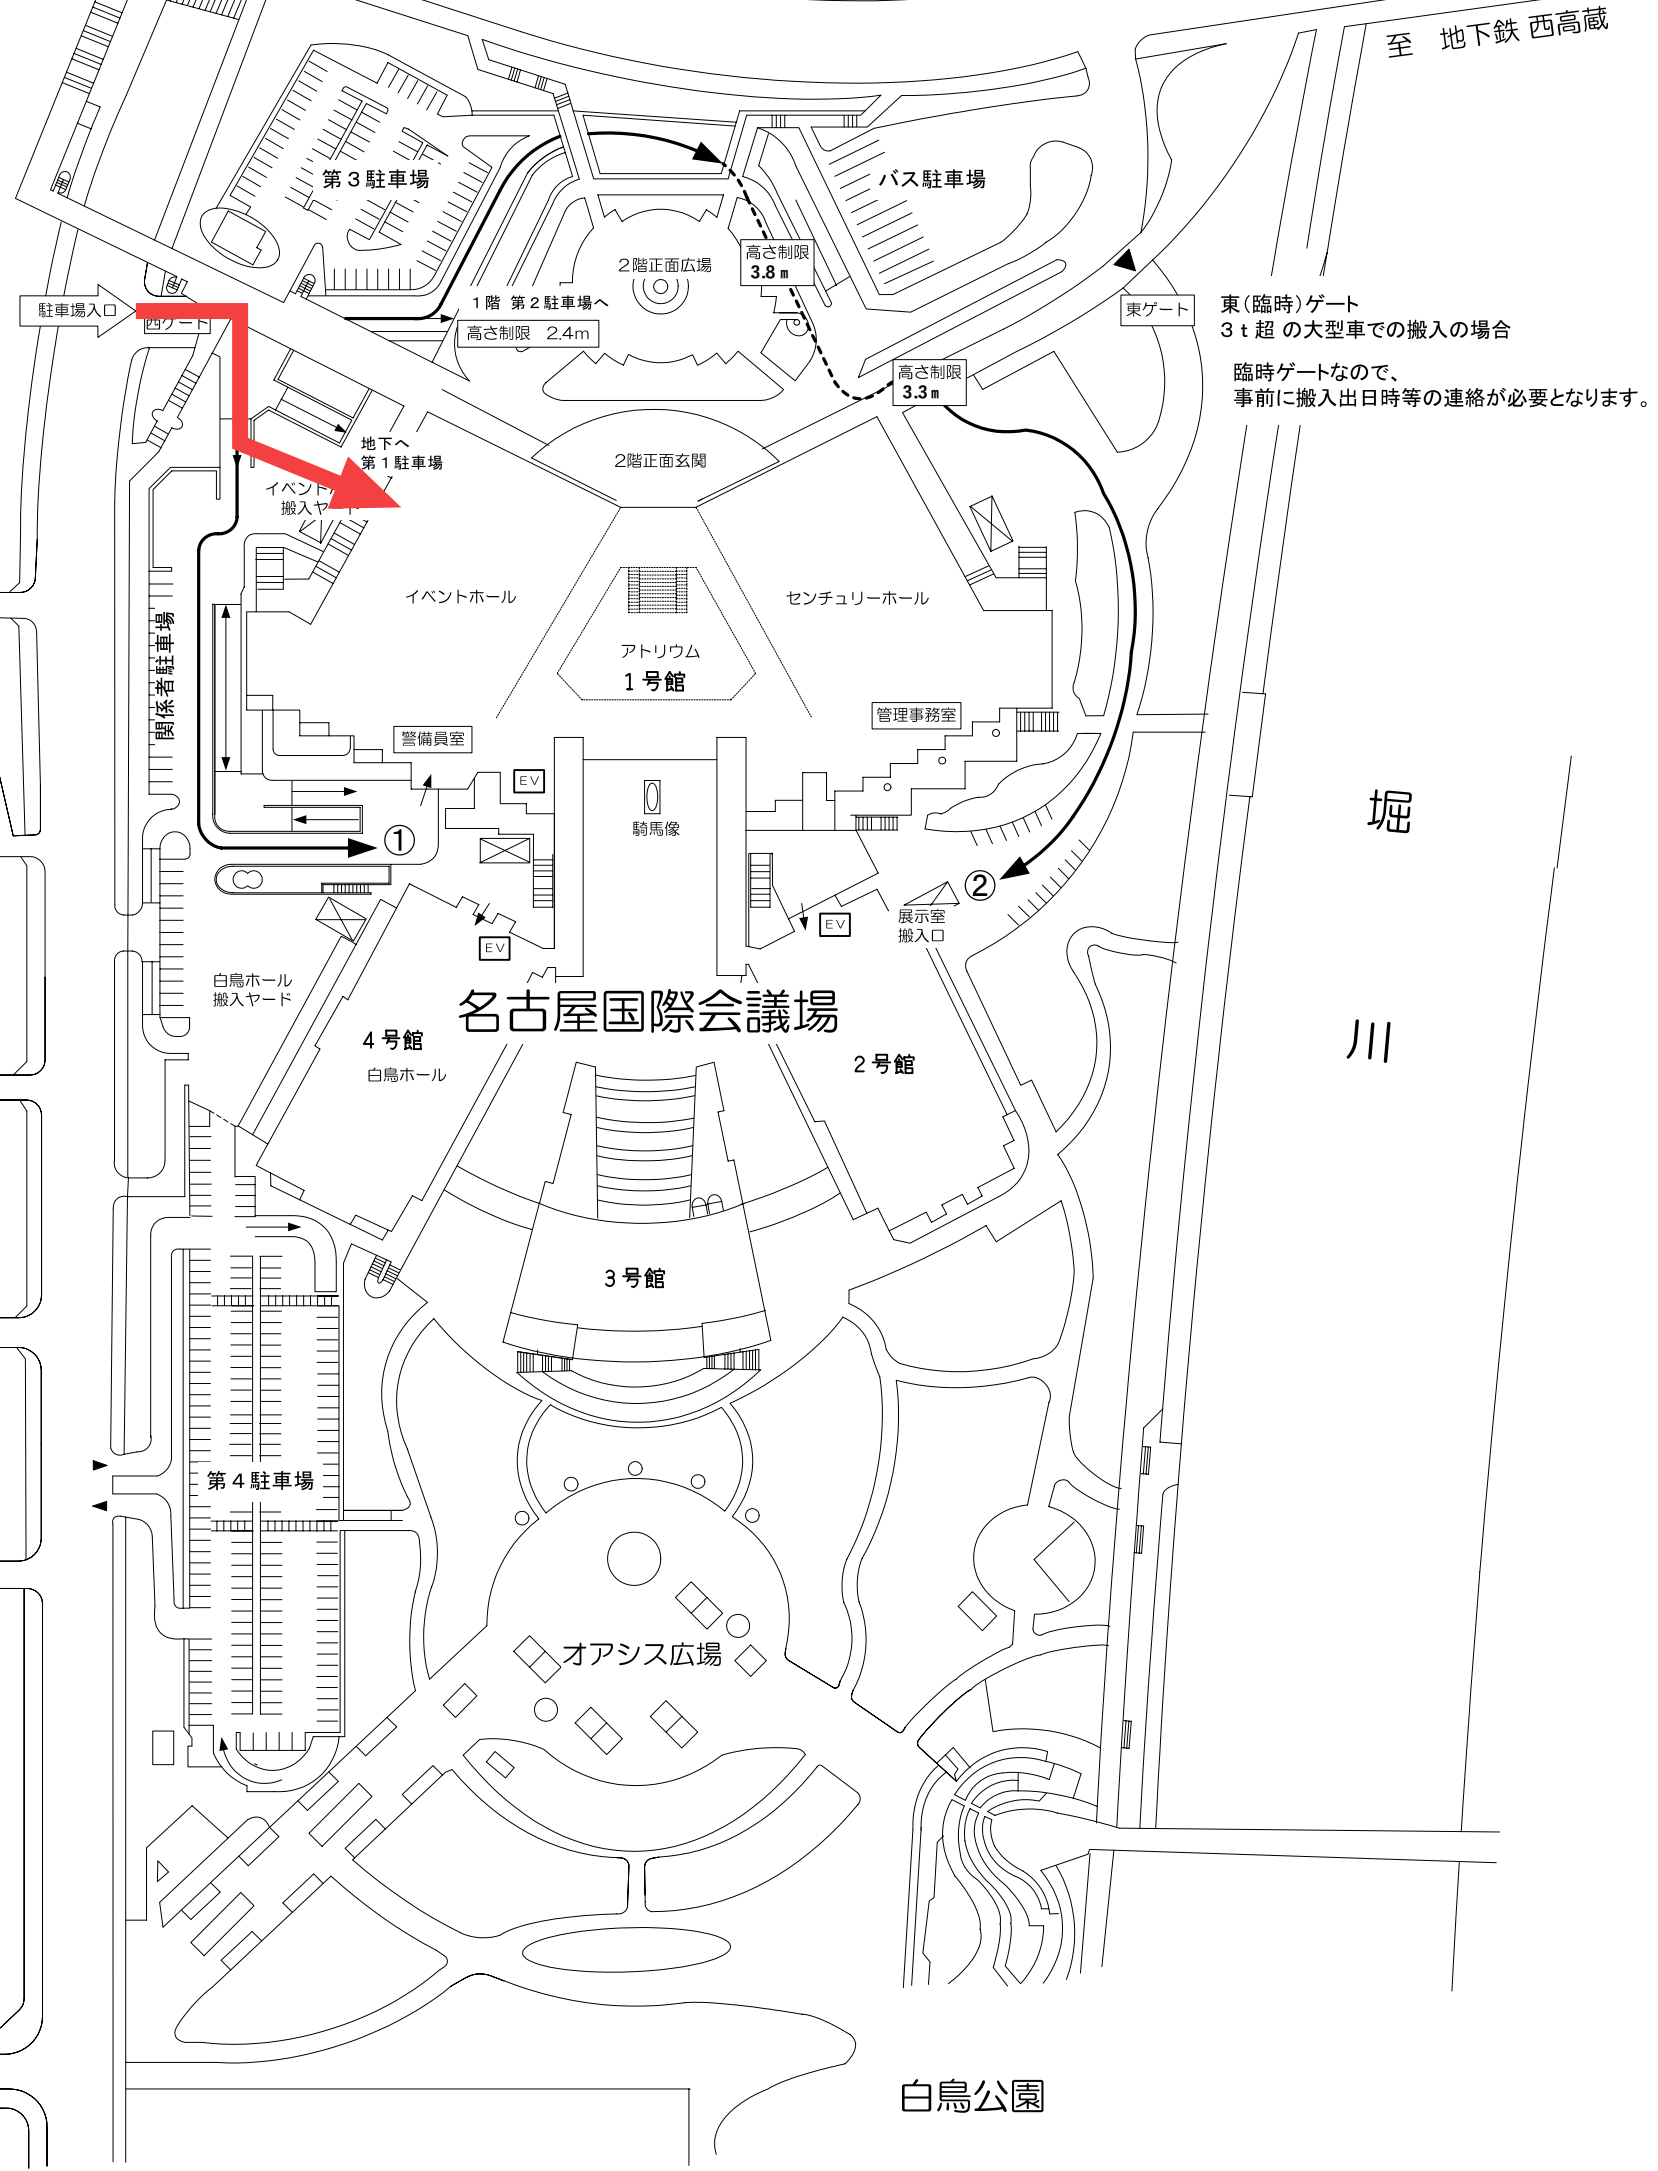 至 地下鉄 西高蔵
第3駐車場
バス駐車場
高さ制限
3.8m
2階正面広場
1階 第2駐車場へ
高さ制限 2.4m
駐車場入口
西ゲート
東ゲート
東(臨時)ゲート
3t超 の大型車での搬入の場合
臨時ゲートなので、
事前に搬入出日時等の連絡が必要となります。
高さ制限
3.3m
地下へ
第1駐車場
2階正面玄関
搬入ヤード
イベントホール
センチュリーホール
アトリウム
1号館
関係者駐車場
警備員室
管理事務室
EV
騎馬像
①
②
EV
EV
展示室
搬入口
白鳥ホール
搬入ヤード
名古屋国際会議場
4号館
白鳥ホール
2号館
堀
川
3号館
第4駐車場
オアシス広場
白鳥公園